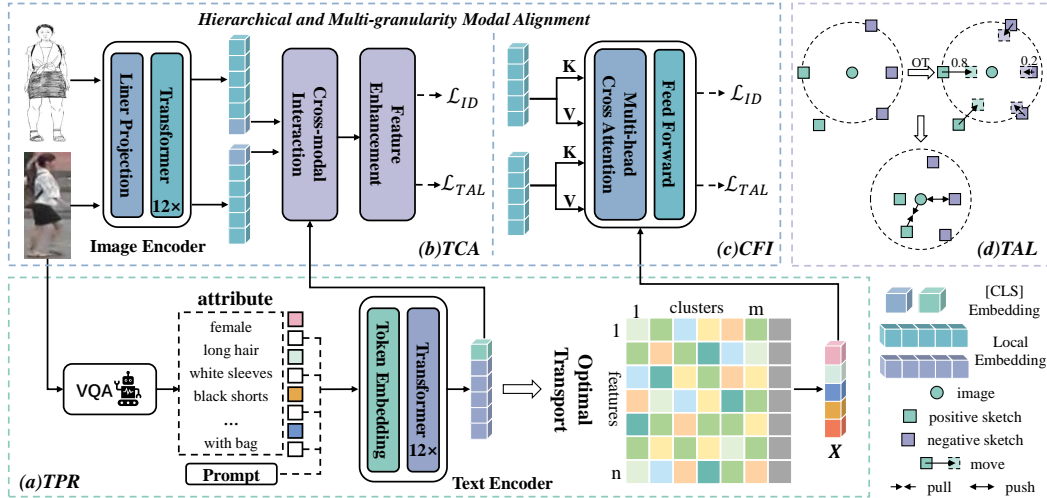 Hierarchical and Multi-granularity Modal Alignment
Liner Projection
Transformer
12×
Image Encoder
Cross-modal
Interaction
Feature
Enhancement
ℒ_ID
ℒ_TAL
(b)TCA
K
V
K
V
Multi-head
Cross Attention
Feed Forward
ℒ_ID
ℒ_TAL
(c)CFI
OT
0.8
0.2
(d)TAL
VQA
attribute
female
long hair
white sleeves
black shorts
...
with bag
Prompt
(a)TPR
Token Embedding
Transformer
12×
Text Encoder
Optimal
Transport
1 clusters m
1
features
n
X
[CLS]
Embedding
Local
Embedding
image
positive sketch
negative sketch
move
pull push